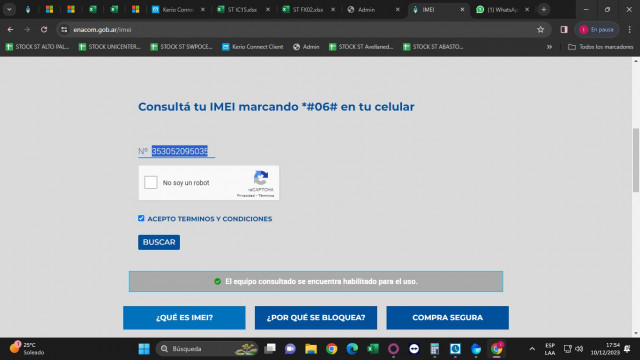 Kerio Connect
ST IC15.xlsx
ST FK02.xlsx
Admin
IMEI
(1) WhatsA
enacom.gob.ar/imei
1 En pausa
STOCK ST ALTO PAL...
STOCK UNICENTER...
STOCK ST SWPOCE...
Kerio Connect Client
Admin
STOCK ST Avellaned...
STOCK ST ABASTO...
»
Todos los marcadores
Consultá tu IMEI marcando *#06# en tu celular
Nº 353052095035
No soy un robot
reCAPTCHA
Privacidad - Términos
ACEPTO TERMINOS Y CONDICIONES
BUSCAR
El equipo consultado se encuentra habilitado para el uso.
¿QUÉ ES IMEI?
¿POR QUÉ SE BLOQUEA?
COMPRA SEGURA
25°C
Soleado
Búsqueda
ESP
LAA
17:54
10/12/2023